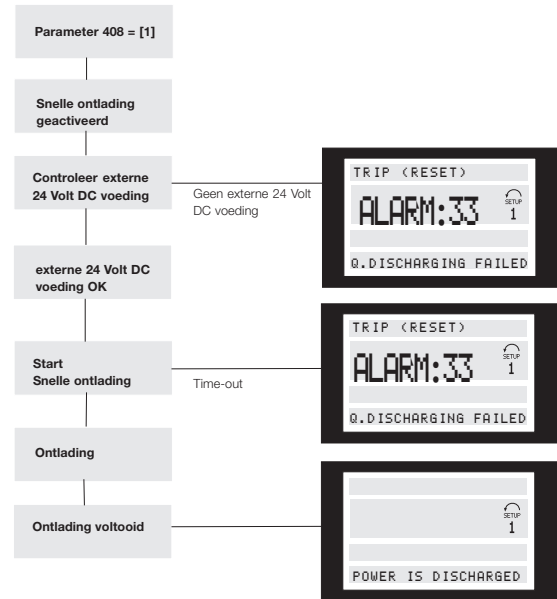 Parameter 408 = [1]
Snelle ontlading
geactiveerd
Controleer externe
24 Volt DC voeding
Geen externe 24 Volt
DC voeding
TRIP (RESET)
ALARM:33
SETUP
1
Q.DISCHARGING FAILED
externe 24 Volt DC
voeding OK
Start
Snelle ontlading
Time-out
TRIP (RESET)
ALARM:33
SETUP
1
Q.DISCHARGING FAILED
Ontlading
Ontlading voltooid
SETUP
1
POWER IS DISCHARGED